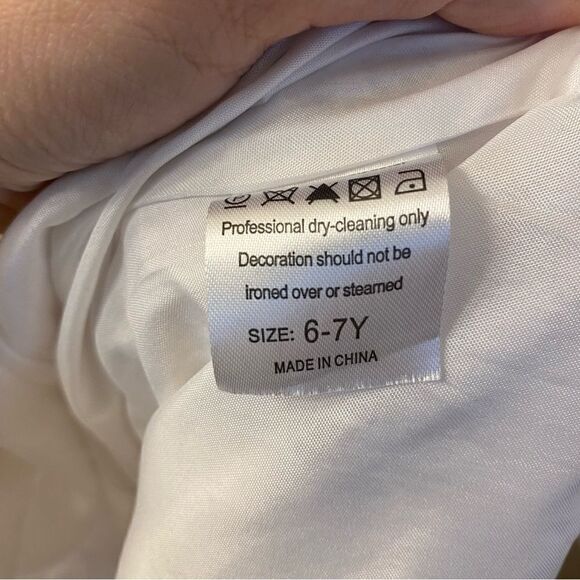 Professional dry-cleaning only
Decoration should not be
ironed over or steamed
SIZE: 6-7Y
MADE IN CHINA